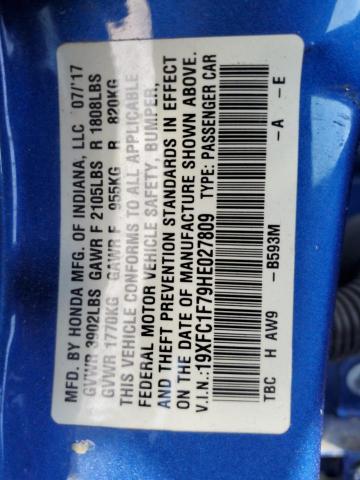 MFD. BY HONDA MFG. OF INDIANA, LLC 07/'17
GVWR 3902LBS GAWR F 2105LBS R 1808LBS
GVWR 1770KG GAWR F 955KG R 820KG
THIS VEHICLE CONFORMS TO ALL APPLICABLE
FEDERAL MOTOR VEHICLE SAFETY, BUMPER,
THEFT PREVENTION STANDARDS IN EFFECT
ON THE DATE OF MANUFACTURE SHOWN ABOVE.
V.I.N.:19XFC1F79HE027809 TYPE: PASSENGER CAR
TBC H AW9 -B593M -A -E